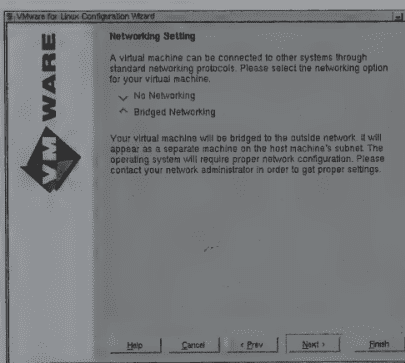 VMware for Linux Configuration Wizard
VMWARE
Networking Setting
A virtual machine can be connected to other systems through
standard networking protocols. Please select the networking option
for your virtual machine.
No Networking
Bridged Networking
Your virtual machine will be bridged to the outside network. It will
appear as a separate machine on the host machine's subnet. The
operating system will require proper network configuration. Please
contact your network administrator in order to get proper settings.
Help Cancel < Prev Next > Finish